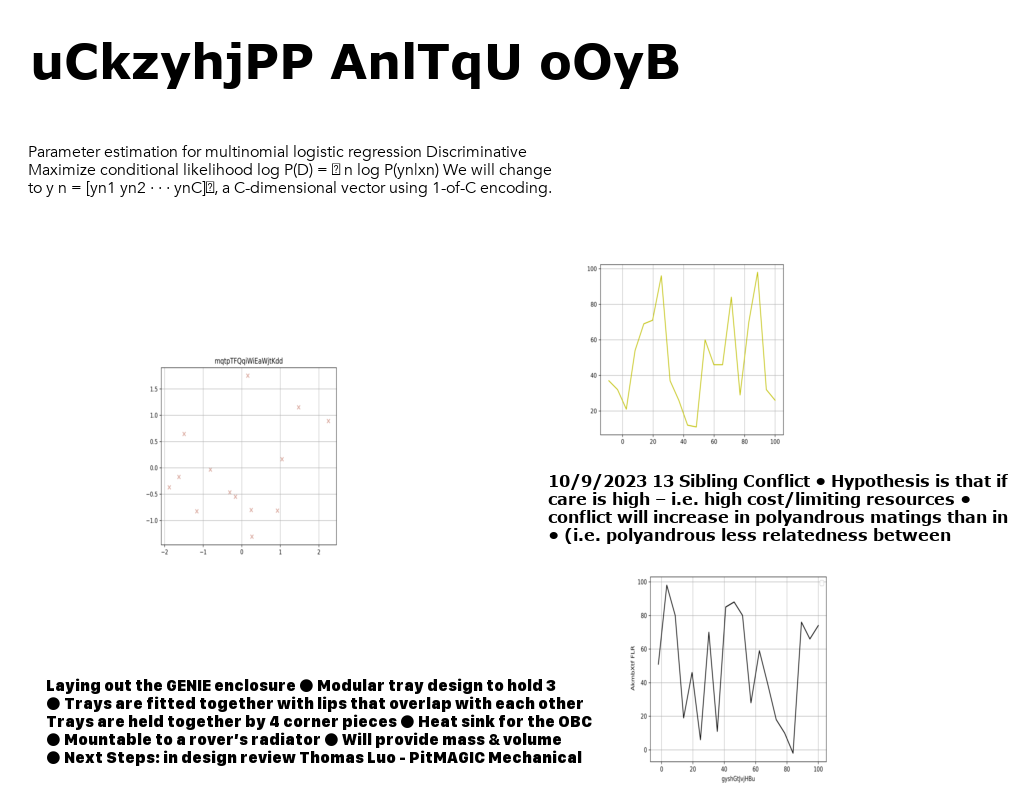 uCkzyhjPP AnlTqU oOyB
Parameter estimation for multinomial logistic regression Discriminative
Maximize conditional likelihood log P(D) = n log P(ynlxn) We will change
to y n = [yn1 yn2 · · · ynC], a C-dimensional vector using 1-of-C encoding.
100
80
60
40
20
0 20 40 60 80 100
mqtpTFQqiWiEaWjtKdd
1.5
1.0
0.5
0.0
−0.5
−1.0
−2 −1 0 1 2
10/9/2023 13 Sibling Conflict ● Hypothesis is that if
care is high – i.e. high cost/limiting resources ●
conflict will increase in polyandrous matings than in
● (i.e. polyandrous less relatedness between
100
80
60
40
20
0
0 20 40 60 80 100
Laying out the GENIE enclosure ● Modular tray design to hold 3
● Trays are fitted together with lips that overlap with each other
Trays are held together by 4 corner pieces ● Heat sink for the OBC
● Mountable to a rover's radiator ● Will provide mass & volume
● Next Steps: in design review Thomas Luo - PitMAGIC Mechanical